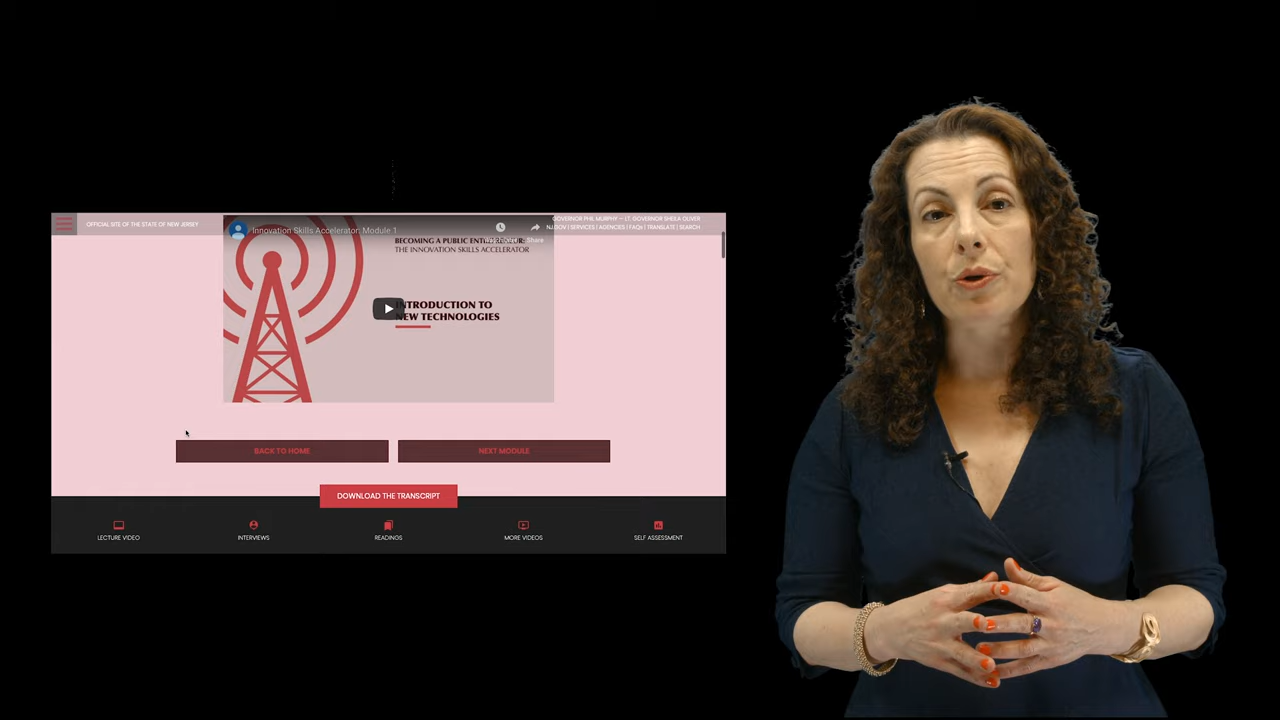 OFFICIAL SITE OF THE STATE OF NEW JERSEY
GOVERNOR PHIL MURPHY — LT. GOVERNOR SHEILA OLIVER
NJ.GOV | SERVICES | AGENCIES | FAQs | TRANSLATE | SEARCH
Innovation Skills Accelerator: Module 1
Share
BECOMING A PUBLIC
THE INNOVATION SKILLS ACCELERATOR
INTRODUCTION TO
NEW TECHNOLOGIES
BACK TO HOME
NEXT MODULE
DOWNLOAD THE TRANSCRIPT
LECTURE VIDEO
INTERVIEWS
READINGS
MORE VIDEOS
SELF ASSESSMENT